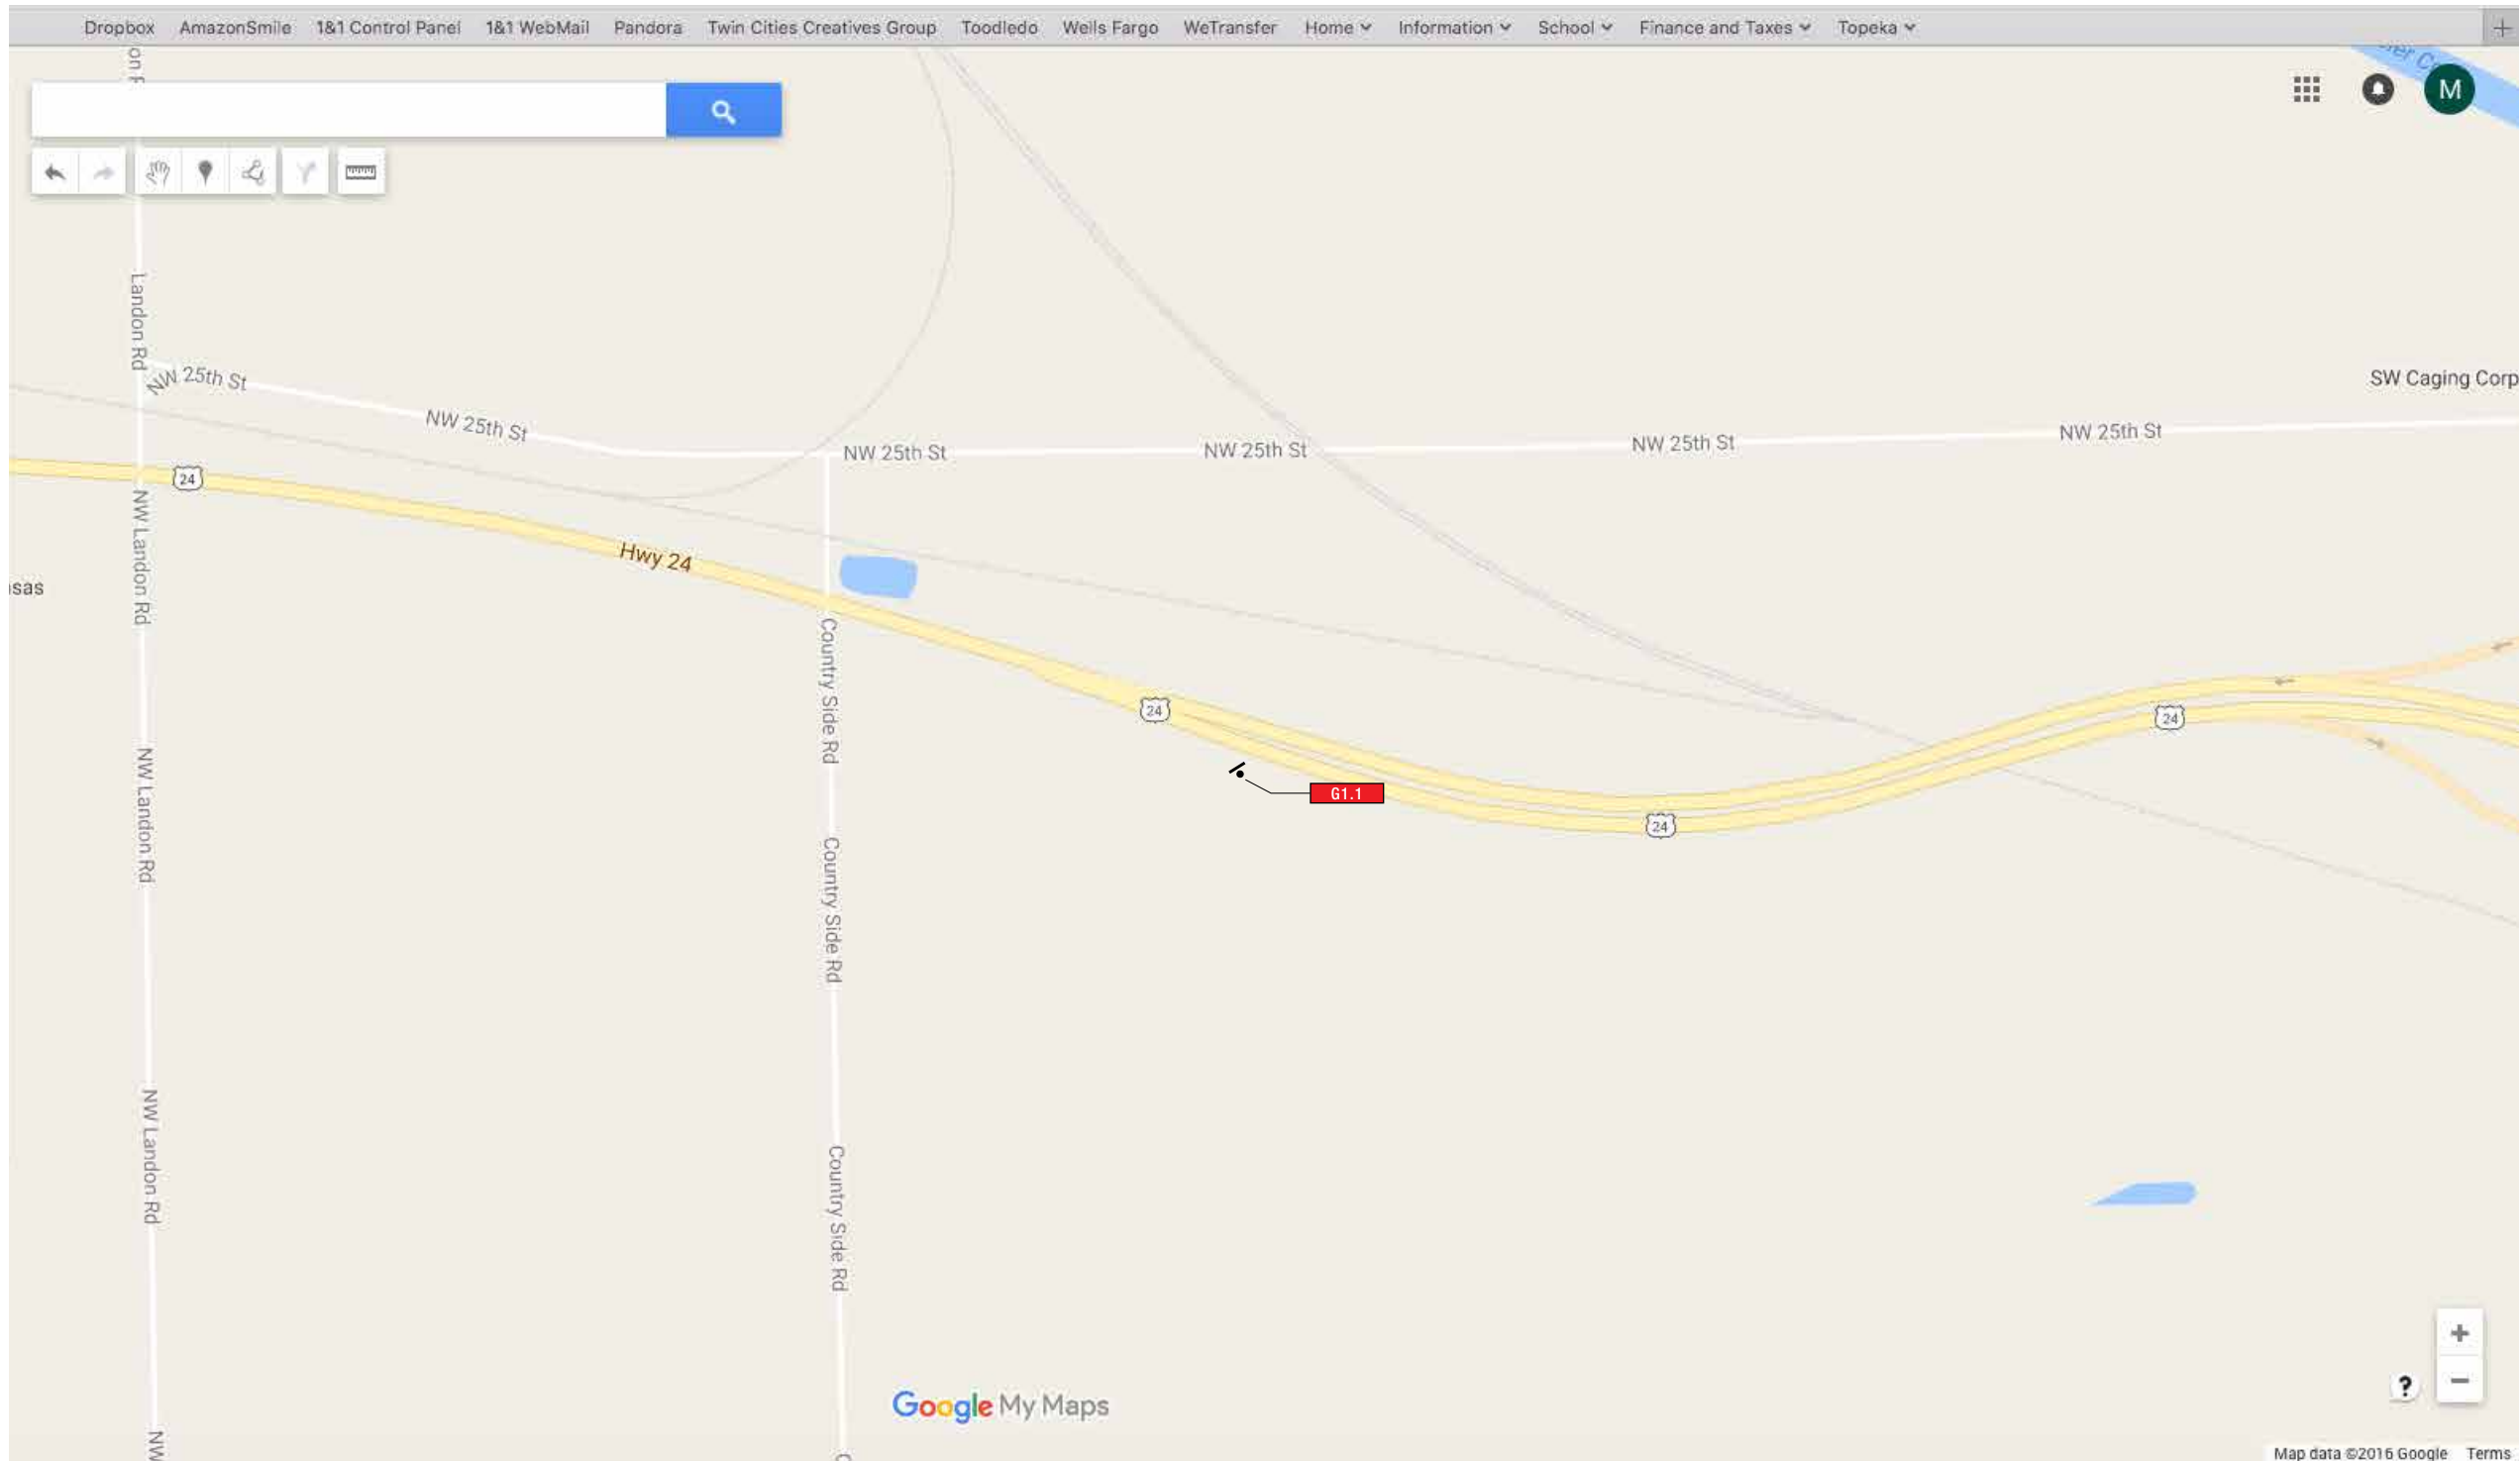 Dropbox AmazonSmile 1&1 Control Panel 1&1 WebMail Pandora Twin Cities Creatives Group Toodledo Wells Fargo WeTransfer Home Information School Finance and Taxes Topeka
M
Landon Rd
NW 25th St
SW Caging Corp
NW 25th St
NW 25th St
NW 25th St
NW 25th St
NW 25th St
24
Hwy 24
NW Landon Rd
Country Side Rd
24
24
NW Landon Rd
G1.1
24
Country Side Rd
NW Landon Rd
Country Side Rd
?
Google My Maps
NW
Map data ©2016 Google Terms